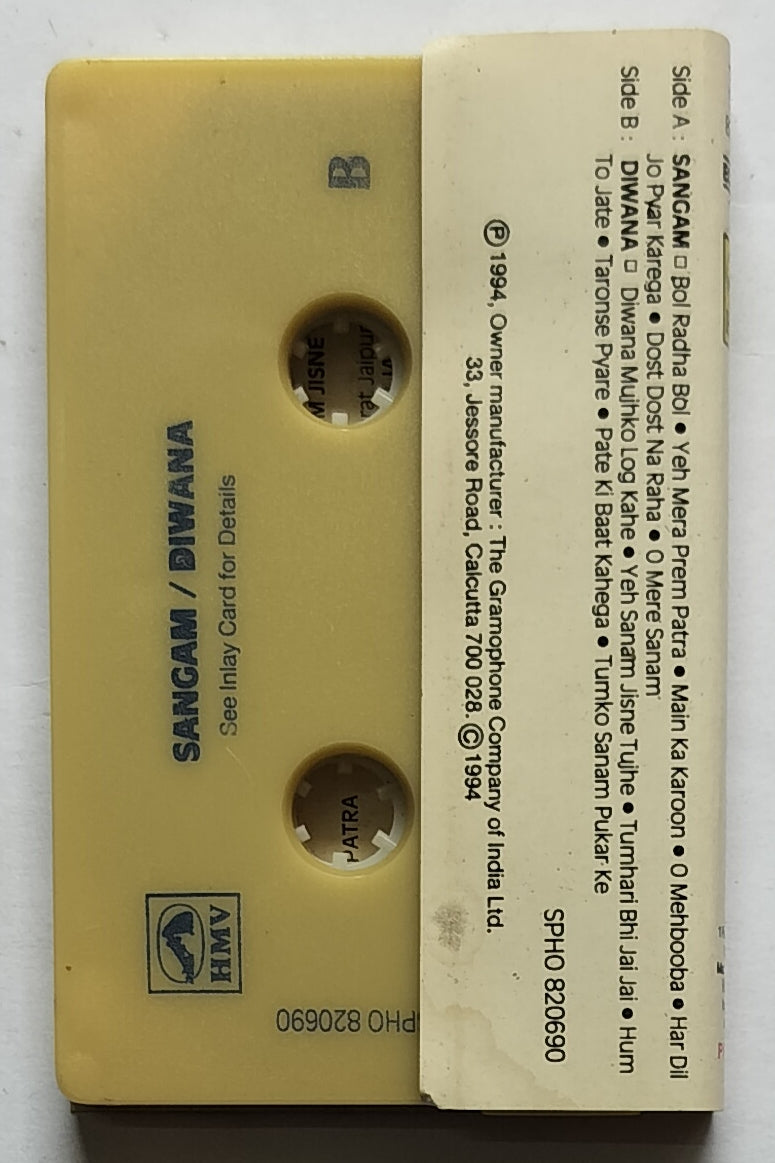 Side A : SANGAM □ Bol Radha Bol ● Yeh Mera Prem Patra ● Main Ka Karoon ● O Mehbooba ● Har Dil
Jo Pyar Karega ● Dost Dost Na Raha ● O Mere Sanam
Side B : DIWANA □ Diwana Mujhko Log Kahe ● Yeh Sanam Jisne Tujhe ● Tumhari Bhi Jai Jai ● Hum
To Jate ● Taronse Pyare ● Pate Ki Baat Kahega ● Tumko Sanam Pukar Ke
SPHO 820690
Ⓟ 1994, Owner manufacturer : The Gramophone Company of India Ltd.
33, Jessore Road, Calcutta 700 028. © 1994
B
SANGAM / DIWANA
See Inlay Card for Details
HMV
PHO 820690
JISNE
Jaipur
PATRA